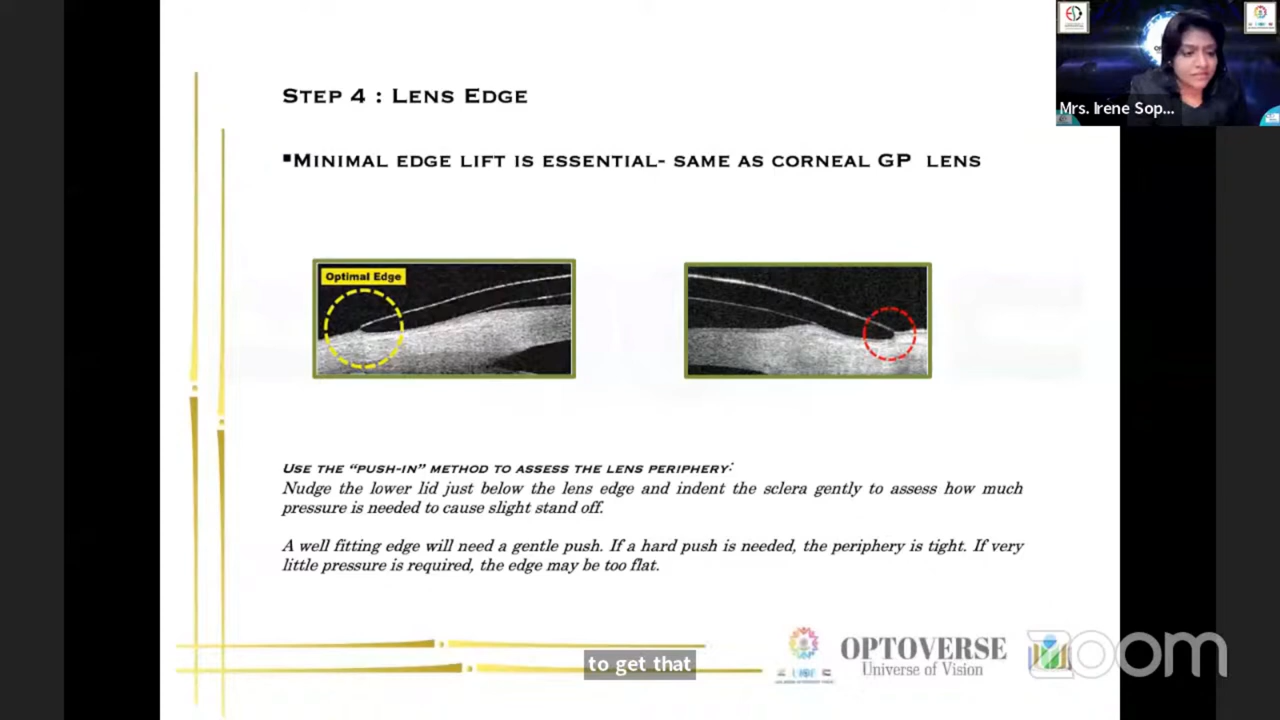 Mrs. Irene Sop...
STEP 4 : LENS EDGE
▪MINIMAL EDGE LIFT IS ESSENTIAL- SAME AS CORNEAL GP LENS
Optimal Edge
USE THE “PUSH-IN” METHOD TO ASSESS THE LENS PERIPHERY:
Nudge the lower lid just below the lens edge and indent the sclera gently to assess how much
pressure is needed to cause slight stand off.
A well fitting edge will need a gentle push. If a hard push is needed, the periphery is tight. If very
little pressure is required, the edge may be too flat.
OPTOVERSE
Universe of Vision
zoom
to get that